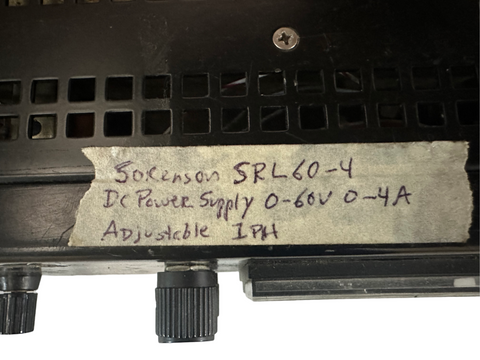 Sorenson SRL60-4
DC Power Supply 0-60V 0-4A
Adjustable 1PH